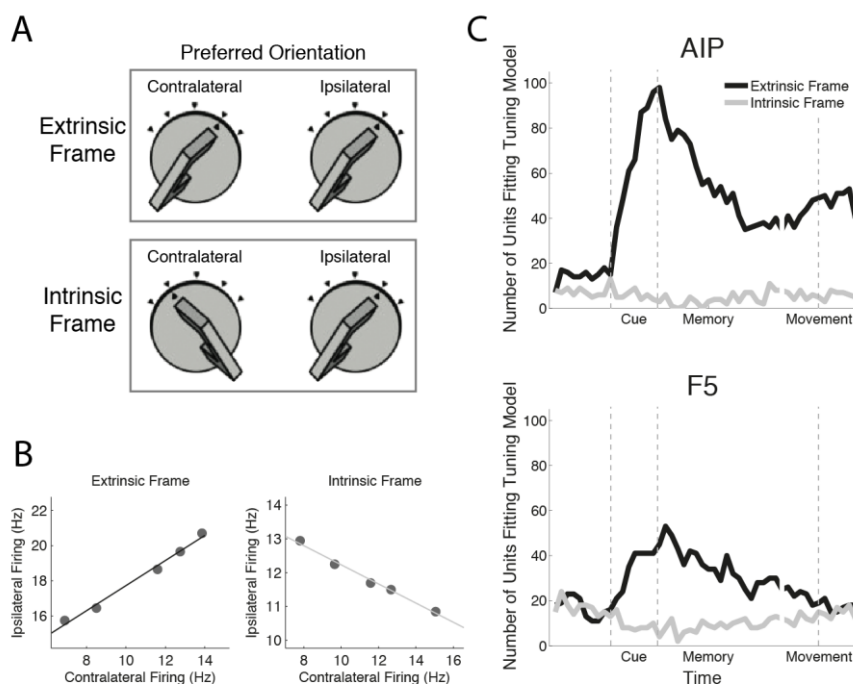 A
Preferred Orientation
Contralateral Ipsilateral
Extrinsic
Frame
Contralateral Ipsilateral
Intrinsic
Frame
B
Extrinsic Frame
Ipsilateral Firing (Hz)
22
20
18
16
8 10 12 14
Contralateral Firing (Hz)
Intrinsic Frame
Ipsilateral Firing (Hz)
14
13
12
11
10
8 10 12 14 16
Contralateral Firing (Hz)
C
AIP
Number of Units Fitting Tuning Model
100
80
60
40
20
0
Extrinsic Frame
Intrinsic Frame
Cue Memory Movement
F5
Number of Units Fitting Tuning Model
100
80
60
40
20
0
Cue Memory Movement
Time